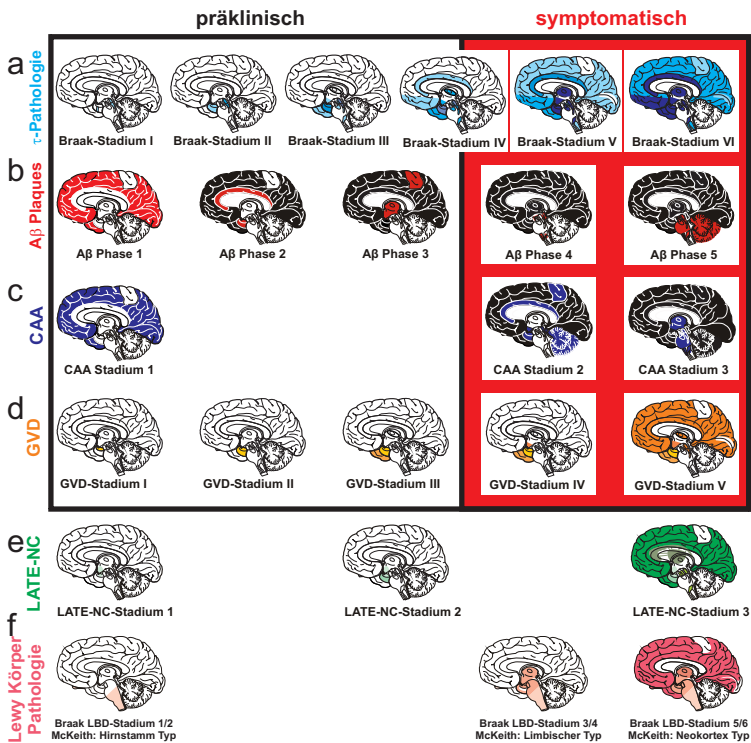 präklinisch
symptomatisch
a
τ-Pathologie
Braak-Stadium I
Braak-Stadium II
Braak-Stadium III
Braak-Stadium IV
Braak-Stadium V
Braak-Stadium VI
b
Aβ Plaques
Aβ Phase 1
Aβ Phase 2
Aβ Phase 3
Aβ Phase 4
Aβ Phase 5
c
CAA
CAA Stadium 1
CAA Stadium 2
CAA Stadium 3
d
GVD
GVD-Stadium I
GVD-Stadium II
GVD-Stadium III
GVD-Stadium IV
GVD-Stadium V
e
LATE-NC
LATE-NC-Stadium 1
LATE-NC-Stadium 2
LATE-NC-Stadium 3
f
Lewy Körper
Pathologie
Braak LBD-Stadium 1/2
McKeith: Hirnstamm Typ
Braak LBD-Stadium 3/4
McKeith: Limbischer Typ
Braak LBD-Stadium 5/6
McKeith: Neokortex Typ